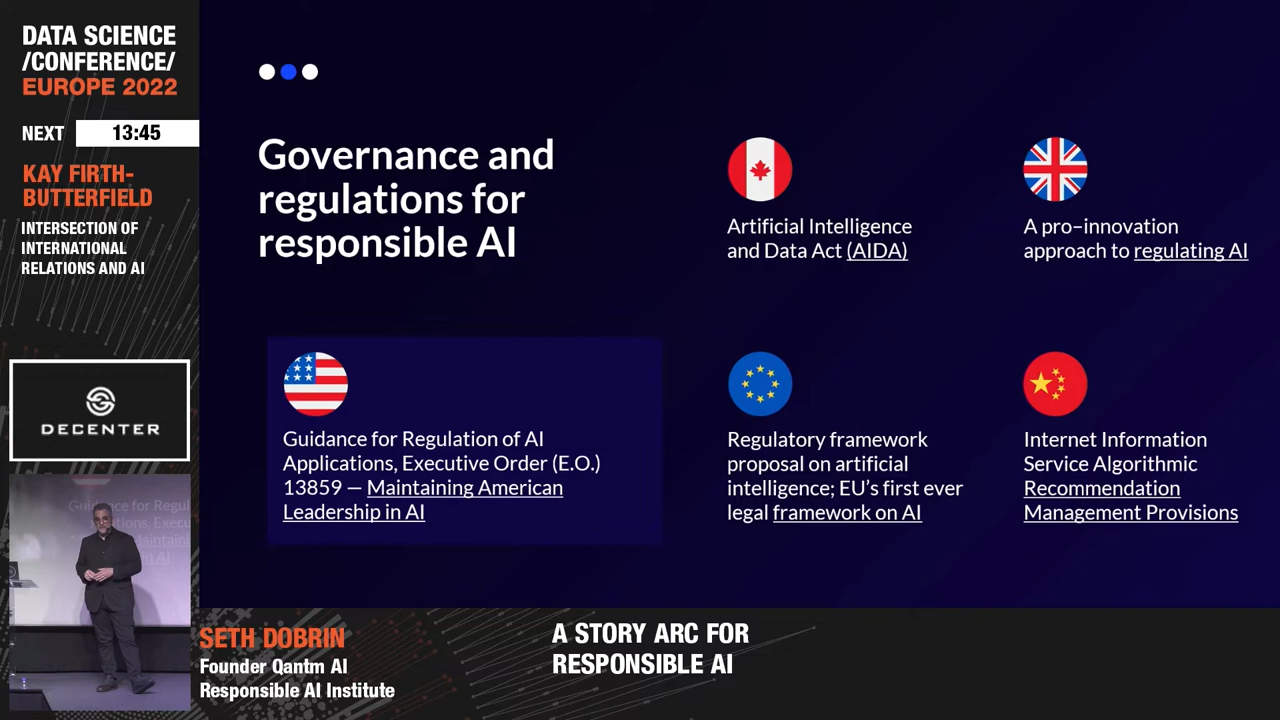 DATA SCIENCE
/CONFERENCE/
EUROPE 2022
NEXT 13:45
KAY FIRTH-
BUTTERFIELD
INTERSECTION OF
INTERNATIONAL
RELATIONS AND AI
DECENTER
Governance and
regulations for
responsible AI
Artificial Intelligence
and Data Act (AIDA)
A pro–innovation
approach to regulating AI
Guidance for Regulation of AI
Applications, Executive Order (E.O.)
13859 — Maintaining American
Leadership in AI
Regulatory framework
proposal on artificial
intelligence; EU’s first ever
legal framework on AI
Internet Information
Service Algorithmic
Recommendation
Management Provisions
SETH DOBRIN
Founder Qantm AI
Responsible AI Institute
A STORY ARC FOR
RESPONSIBLE AI